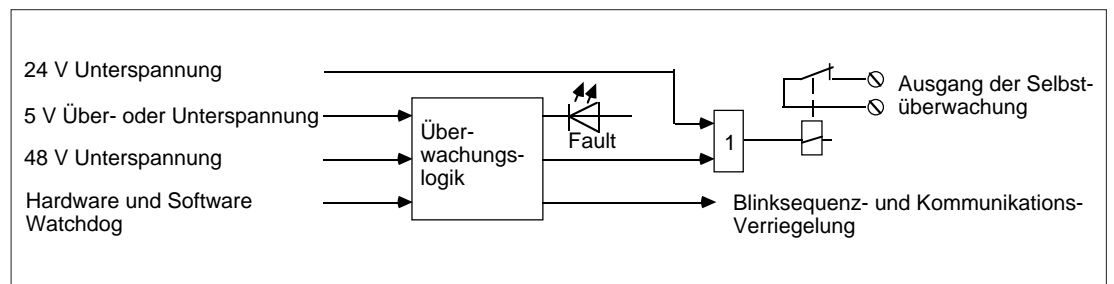 24 V Unterspannung
5 V Über- oder Unterspannung
48 V Unterspannung
Hardware und Software
Watchdog
Über-
wachungs-
logik
Fault
1
Ausgang der Selbst-
überwachung
Blinksequenz- und Kommunikations-
Verriegelung